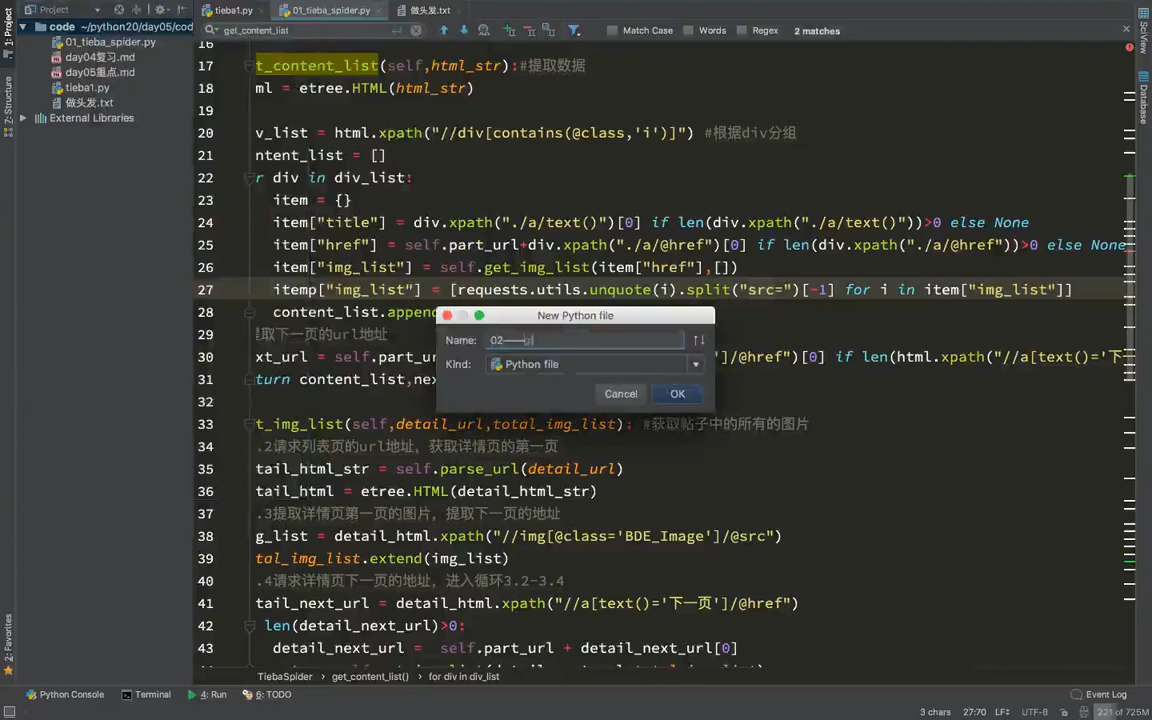 Project
tieba1.py
01_tieba_spider.py
做头发.txt
get_content_list
Match Case
Words
Regex
2 matches
1: Project
Z: Structure
2: Favorites
SciView
Database
code ~/python20/day05/cod
01_tieba_spider.py
day04复习.md
day05重点.md
tieba1.py
做头发.txt
External Libraries
16
17 t_content_list(self,html_str):#提取数据
18 ml = etree.HTML(html_str)
19
20 v_list = html.xpath("//div[contains(@class,'i')]") #根据div分组
21 ntent_list = []
22 r div in div_list:
23 item = {}
24 item["title"] = div.xpath("./a/text()")[0] if len(div.xpath("./a/text()"))>0 else None
25 item["href"] = self.part_url+div.xpath("./a/@href")[0] if len(div.xpath("./a/@href"))>0 else None
26 item["img_list"] = self.get_img_list(item["href"],[])
27 itemp["img_list"] = [requests.utils.unquote(i).split("src=")[-1] for i in item["img_list"]]
28 content_list.appen
29 取下一页的url地址
30 xt_url = self.part_ur ']/@href")[0] if len(html.xpath("//a[text()='下一
31 turn content_list,nex
32
33 t_img_list(self,detail_url,total_img_list): #获取帖子中的所有的图片
34 .2请求列表页的url地址，获取详情页的第一页
35 tail_html_str = self.parse_url(detail_url)
36 tail_html = etree.HTML(detail_html_str)
37 .3提取详情页第一页的图片，提取下一页的地址
38 g_list = detail_html.xpath("//img[@class='BDE_Image']/@src")
39 tal_img_list.extend(img_list)
40 .4请求详情页下一页的地址，进入循环3.2-3.4
41 tail_next_url = detail_html.xpath("//a[text()='下一页']/@href")
42 len(detail_next_url)>0:
43 detail_next_url = self.part_url + detail_next_url[0]
New Python file
Name:
Kind: Python file
Cancel
OK
TiebaSpider
get_content_list()
for div in div_list
Python Console
Terminal
4: Run
6: TODO
Event Log
3 chars
27:70
LF
UTF-8
221 of 725M